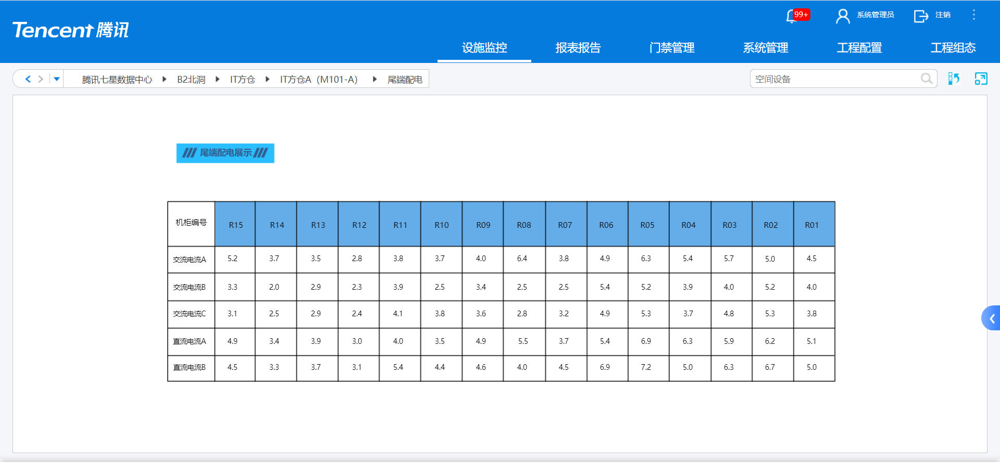 99+ 系统管理员 注销
Tencent腾讯
设施监控 报表报告 门禁管理 系统管理 工程配置 工程组态
腾讯七星数据中心 B2北洞 IT方仓 IT方仓A（M101-A） 尾端配电 空间设备
尾端配电展示
机柜编号 R15 R14 R13 R12 R11 R10 R09 R08 R07 R06 R05 R04 R03 R02 R01
交流电流A 5.2 3.7 3.5 2.8 3.8 3.7 4.0 6.4 3.8 4.9 6.3 5.4 5.7 5.0 4.5
交流电流B 3.3 2.0 2.9 2.3 3.9 2.5 3.4 2.5 2.5 5.4 5.2 3.9 4.0 5.2 4.0
交流电流C 3.1 2.5 2.9 2.4 4.1 3.8 3.6 2.8 3.2 4.9 5.3 3.7 4.8 5.3 3.8
直流电流A 4.9 3.4 3.9 3.0 4.0 3.5 4.9 5.5 3.7 5.4 6.9 6.3 5.9 6.2 5.1
直流电流B 4.5 3.3 3.7 3.1 5.4 4.4 4.6 4.0 4.5 6.9 7.2 5.0 6.3 6.7 5.0